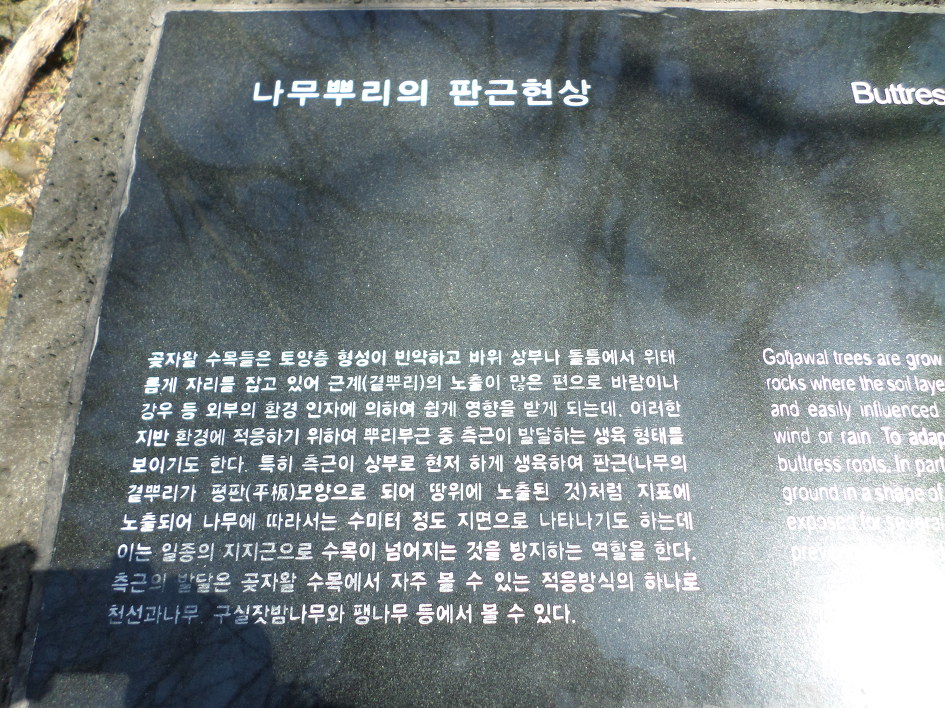 나무뿌리의 판근현상
곶자왈 수목들은 토양층 형성이 빈약하고 바위 상부나 돌틈에서 위태
롭게 자리를 잡고 있어 근계(곁뿌리)의 노출이 많은 편으로 바람이나
강우 등 외부의 환경 인자에 의하여 쉽게 영향을 받게 되는데. 이러한
지반 환경에 적응하기 위하여 뿌리부근 중 측근이 발달하는 생육 형태를
보이기도 한다. 특히 측근이 상부로 현저 하게 생육하여 판근(나무의
곁뿌리가 평판(平板)모양으로 되어 땅위에 노출된 것)처럼 지표에
노출되어 나무에 따라서는 수미터 정도 지면으로 나타나기도 하는데
이는 일종의 지지근으로 수목이 넘어지는 것을 방지하는 역할을 한다.
측근의 발달은 곶자왈 수목에서 자주 볼 수 있는 적응방식의 하나로
천선과나무. 구실잣밤나무와 팽나무 등에서 볼 수 있다.
Buttres
Gotjawal trees are grow
rocks where the soil laye
and easily influenced
wind or rain. To adap
buttress roots. In part
ground in a shape of
exposed for several